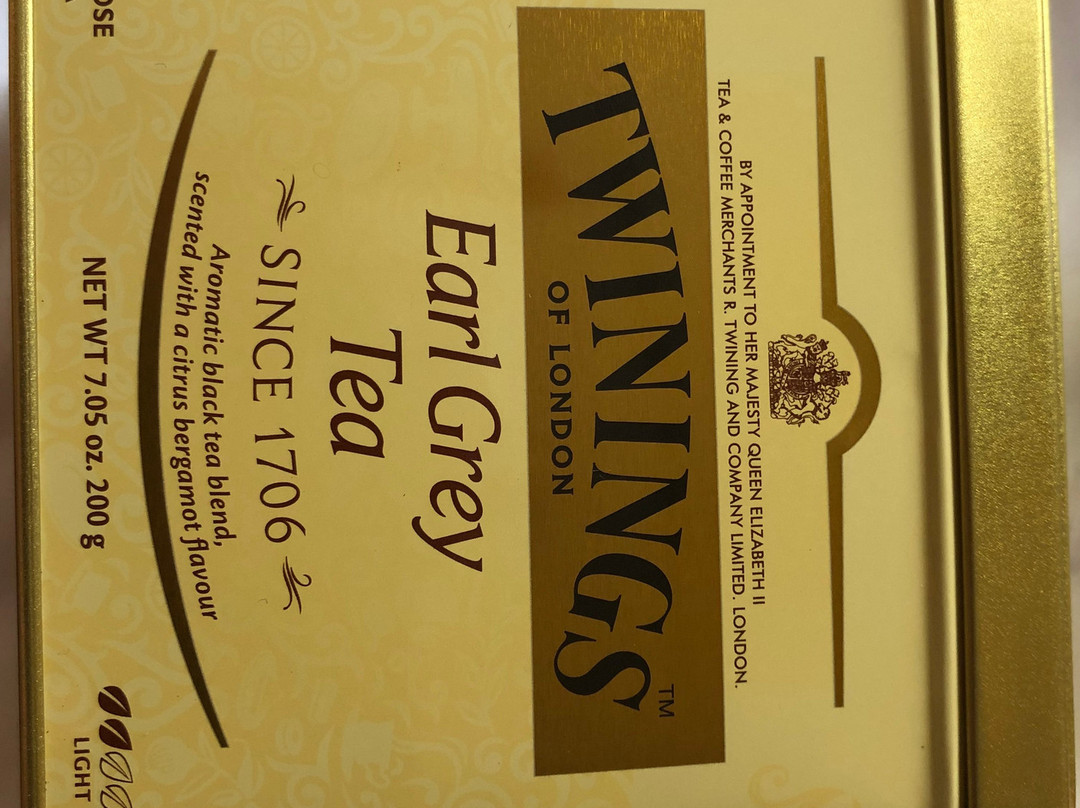 BY APPOINTMENT TO HER MAJESTY QUEEN ELIZABETH II
TEA & COFFEE MERCHANTS R. TWINING AND COMPANY LIMITED. LONDON.
TWININGS™
OF LONDON
Earl Grey
Tea
SINCE 1706
Aromatic black tea blend,
scented with a citrus bergamot flavour
OSE
NET WT 7.05 oz. 200 g
LIGHT